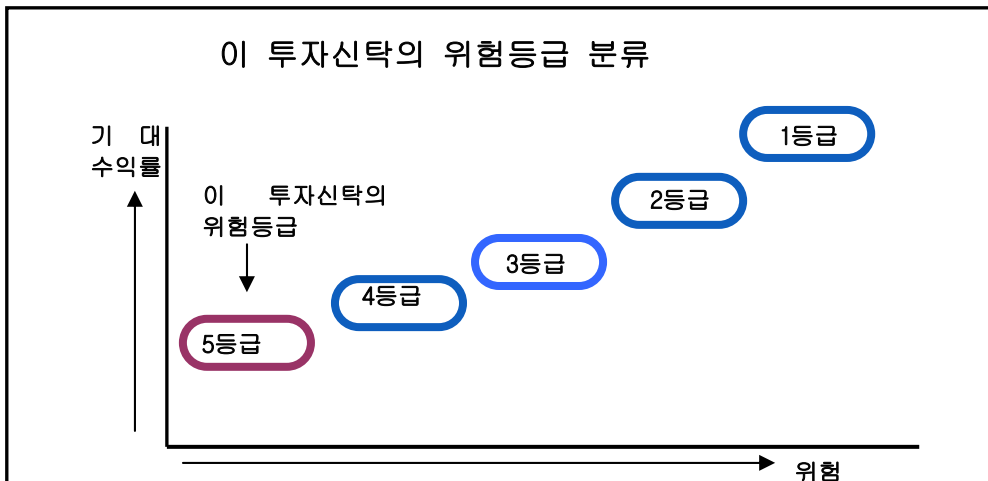 이 투자신탁의 위험등급 분류
기 대
수익률
이 투자신탁의
위험등급
1등급
2등급
3등급
4등급
5등급
위험